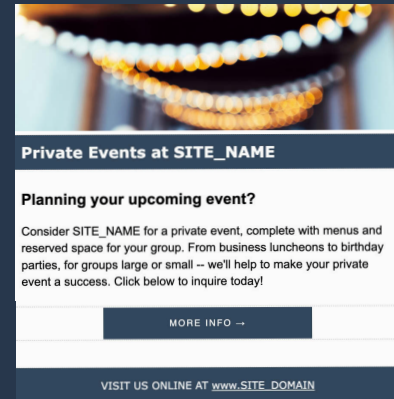 Private Events at SITE_NAME
Planning your upcoming event?
Consider SITE_NAME for a private event, complete with menus and
reserved space for your group. From business luncheons to birthday
parties, for groups large or small -- we'll help to make your private
event a success. Click below to inquire today!
MORE INFO →
VISIT US ONLINE AT www.SITE_DOMAIN